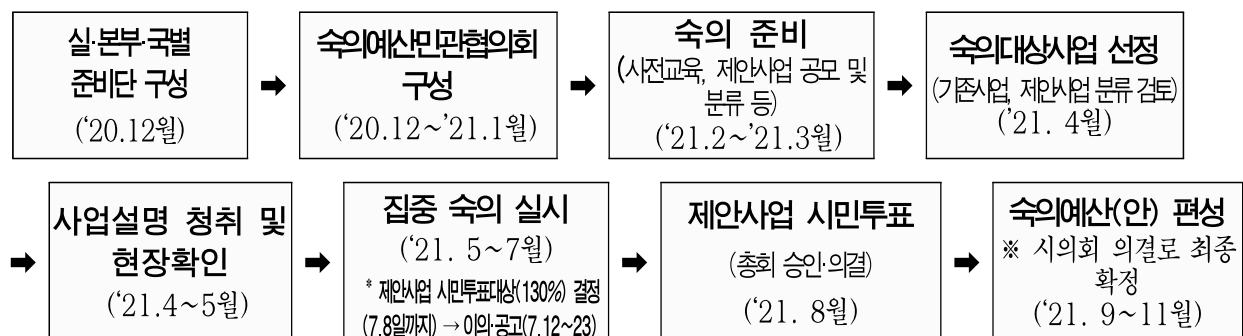 실·본부·국별
준비단 구성
(‘20.12월)
➡
숙의예산민관협의회
구성
(‘20.12~’21.1월)
➡
숙의 준비
(사전교육, 제안사업 공모 및
분류 등)
(‘21.2~’21.3월)
➡
숙의대상사업 선정
(기존사업, 제안사업 분류 검토)
(‘21. 4월)
➡
사업설명 청취 및
현장확인
(‘21.4~5월)
➡
집중 숙의 실시
(‘21. 5~7월)
* 제안사업 시민투표대상(130%) 결정
(7.8일까지) → 이의·공고(7.12~23)
➡
제안사업 시민투표
(총회 승인·의결)
(‘21. 8월)
➡
숙의예산(안) 편성
※ 시의회 의결로 최종
확정
(‘21. 9~11월)